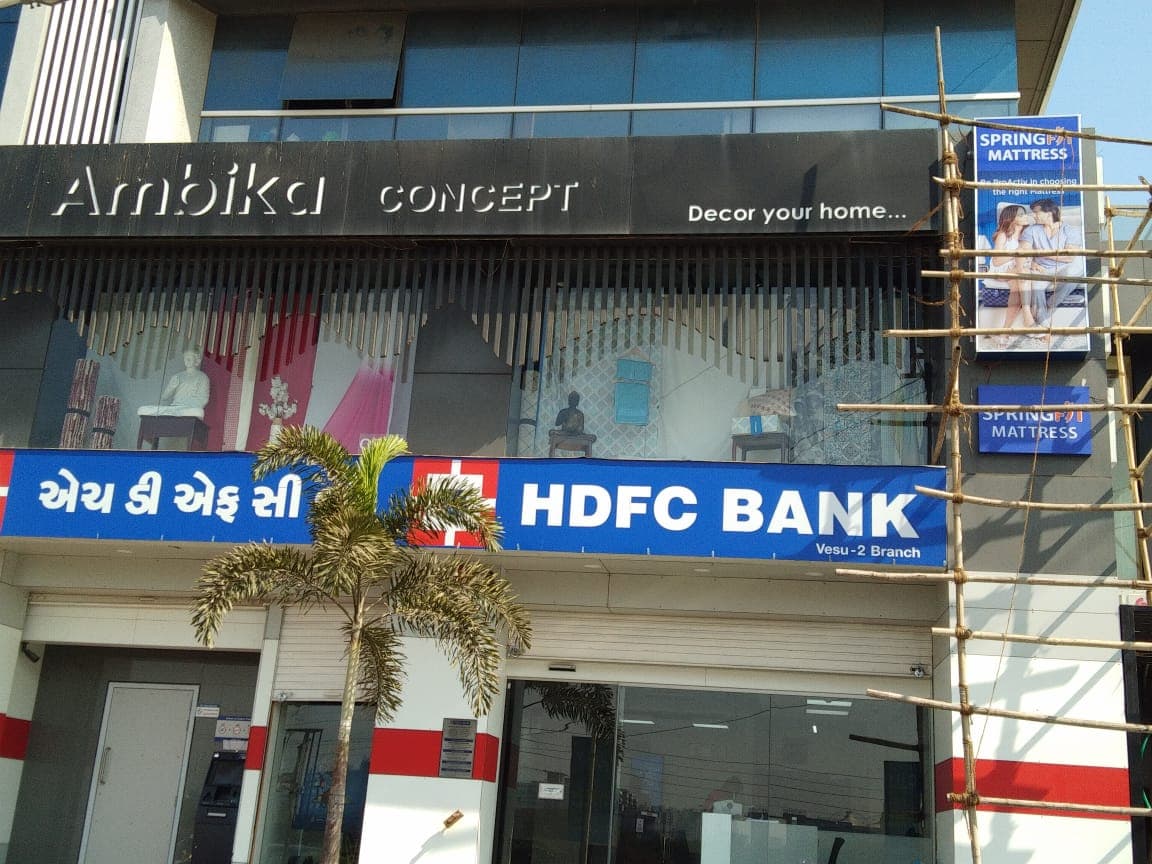 Ambika CONCEPT
Decor your home...
SPRINGFIT
MATTRESS
Be ProActiv in choosing
the right Mattress
SPRINGFIT
MATTRESS
એચ ડી એફ સી
HDFC BANK
Vesu-2 Branch